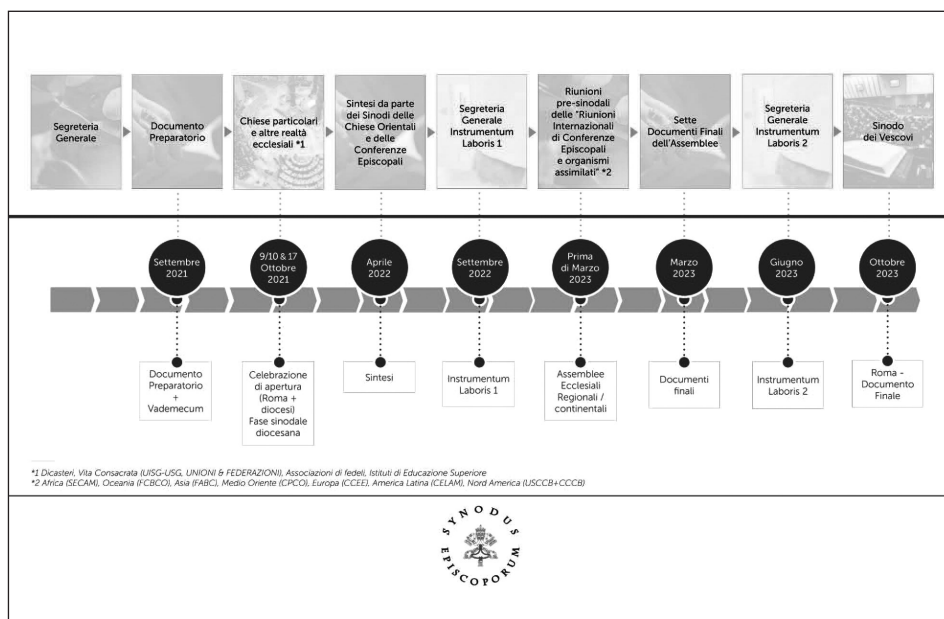 Segreteria
Generale
Documento
Preparatorio
Chiese particolari
e altre realtà
ecclesiali *1
Sintesi da parte
dei Sinodi delle
Chiese Orientali
e delle
Conferenze
Episcopali
Segreteria
Generale
Instrumentum
Laboris 1
Riunioni
pre-sinodali
delle “Riunioni
Internazionali
di Conferenze
Episcopali
e organismi
assimilati” *2
Sette
Documenti Finali
dell’Assemblee
Segreteria
Generale
Instrumentum
Laboris 2
Sinodo
dei Vescovi
Settembre
2021
9/10 & 17
Ottobre
2021
Aprile
2022
Settembre
2022
Prima
di Marzo
2023
Marzo
2023
Giugno
2023
Ottobre
2023
Documento
Preparatorio
+
Vademecum
Celebrazione
di apertura
(Roma +
diocesi)
Fase sinodale
diocesana
Sintesi
Instrumentum
Laboris 1
Assemblee
Ecclesiali
Regionali /
continentali
Documenti
finali
Instrumentum
Laboris 2
Roma -
Documento
Finale
*1 Dicasteri, Vita Consacrata (UISG-USG, UNIONI & FEDERAZIONI), Associazioni di fedeli, Istituti di Educazione Superiore
*2 Africa (SECAM), Oceania (FCBCO), Asia (FABC), Medio Oriente (CPCO), Europa (CCEE), America Latina (CELAM), Nord America (USCCB+CCCB)
SYNODUS
EPISCOPORUM